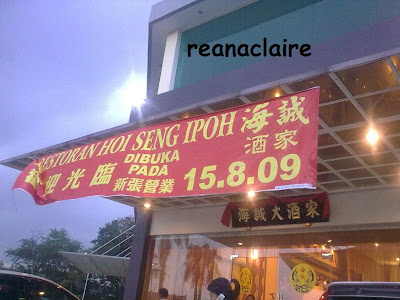 reanaclaire
RESTORAN HOI SENG IPOH 海誠
酒家
歡迎光臨 DIBUKA
PADA
新張營業 15.8.09
海誠大酒家